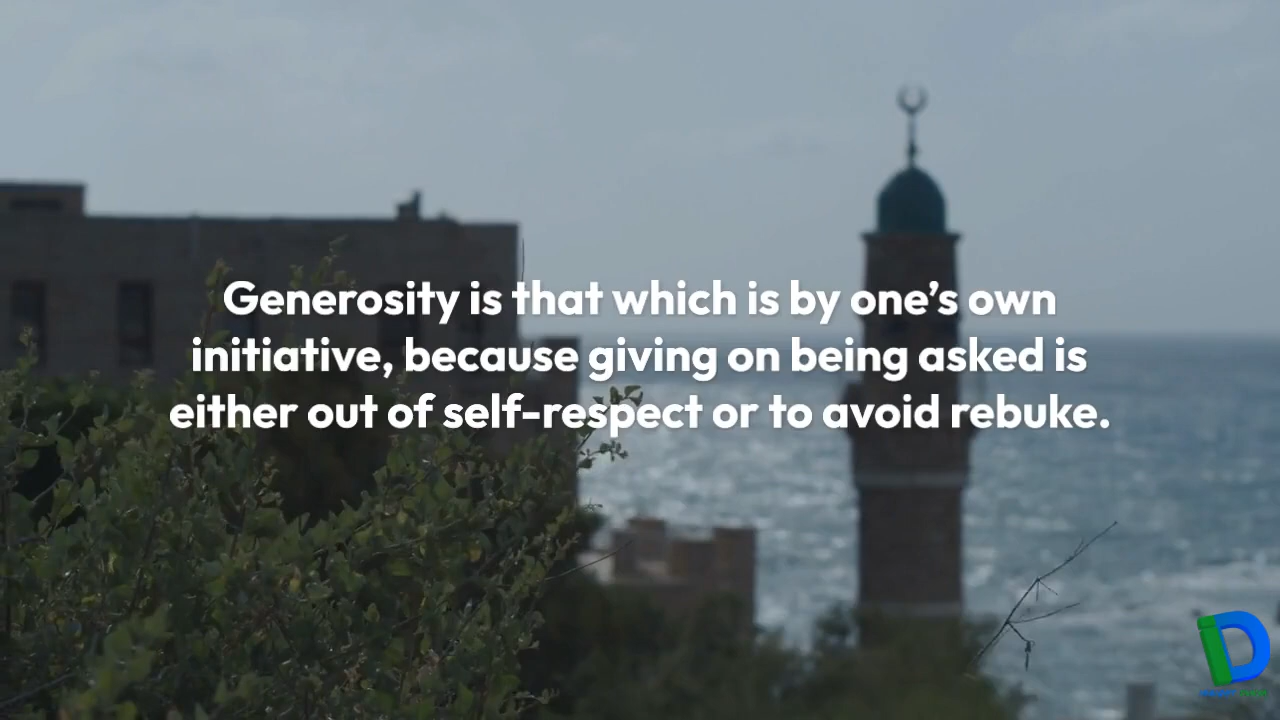 Generosity is that which is by one’s own
initiative, because giving on being asked is
either out of self-respect or to avoid rebuke.